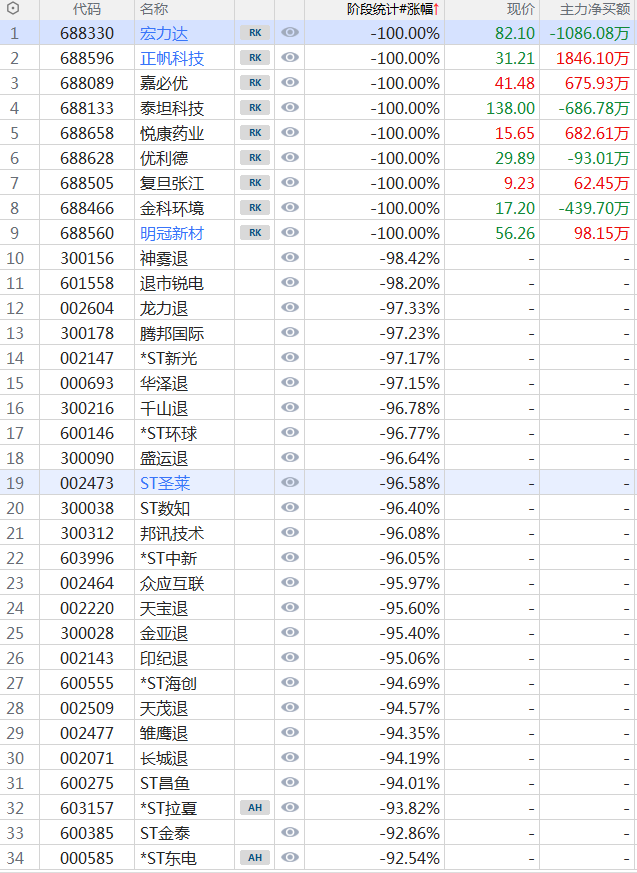 代码 名称 阶段统计#涨幅↑ 现价 主力净买额
1 688330 宏力达 RK -100.00% 82.10 -1086.08万
2 688596 正帆科技 RK -100.00% 31.21 1846.10万
3 688089 嘉必优 RK -100.00% 41.48 675.93万
4 688133 泰坦科技 RK -100.00% 138.00 -686.78万
5 688658 悦康药业 RK -100.00% 15.65 682.61万
6 688628 优利德 RK -100.00% 29.89 -93.01万
7 688505 复旦张江 RK -100.00% 9.23 62.45万
8 688466 金科环境 RK -100.00% 17.20 -439.70万
9 688560 明冠新材 RK -100.00% 56.26 98.15万
10 300156 神雾退 -98.42% - -
11 601558 退市锐电 -98.20% - -
12 002604 龙力退 -97.33% - -
13 300178 腾邦国际 -97.23% - -
14 002147 *ST新光 -97.17% - -
15 000693 华泽退 -97.15% - -
16 300216 千山退 -96.78% - -
17 600146 *ST环球 -96.77% - -
18 300090 盛运退 -96.64% - -
19 002473 ST圣莱 -96.58% - -
20 300038 ST数知 -96.40% - -
21 300312 邦讯技术 -96.08% - -
22 603996 *ST中新 -96.05% - -
23 002464 众应互联 -95.97% - -
24 002220 天宝退 -95.60% - -
25 300028 金亚退 -95.40% - -
26 002143 印纪退 -95.06% - -
27 600555 *ST海创 -94.69% - -
28 002509 天茂退 -94.57% - -
29 002477 雏鹰退 -94.35% - -
30 002071 长城退 -94.19% - -
31 600275 ST昌鱼 -94.01% - -
32 603157 *ST拉夏 AH -93.82% - -
33 600385 ST金泰 -92.86% - -
34 000585 *ST东电 AH -92.54% - -